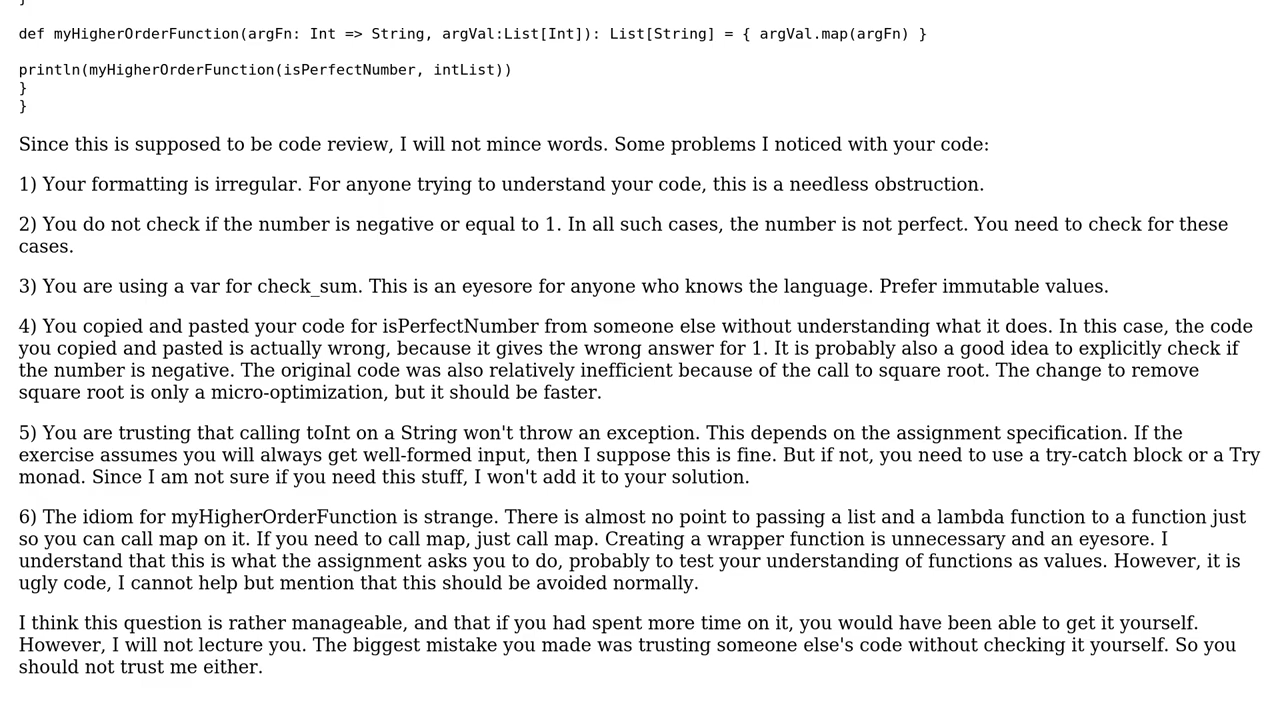 }
def myHigherOrderFunction(argFn: Int => String, argVal:List[Int]): List[String] = { argVal.map(argFn) }
println(myHigherOrderFunction(isPerfectNumber, intList))
}
}
Since this is supposed to be code review, I will not mince words. Some problems I noticed with your code:
1) Your formatting is irregular. For anyone trying to understand your code, this is a needless obstruction.
2) You do not check if the number is negative or equal to 1. In all such cases, the number is not perfect. You need to check for these
cases.
3) You are using a var for check_sum. This is an eyesore for anyone who knows the language. Prefer immutable values.
4) You copied and pasted your code for isPerfectNumber from someone else without understanding what it does. In this case, the code
you copied and pasted is actually wrong, because it gives the wrong answer for 1. It is probably also a good idea to explicitly check if
the number is negative. The original code was also relatively inefficient because of the call to square root. The change to remove
square root is only a micro-optimization, but it should be faster.
5) You are trusting that calling toInt on a String won't throw an exception. This depends on the assignment specification. If the
exercise assumes you will always get well-formed input, then I suppose this is fine. But if not, you need to use a try-catch block or a Try
monad. Since I am not sure if you need this stuff, I won't add it to your solution.
6) The idiom for myHigherOrderFunction is strange. There is almost no point to passing a list and a lambda function to a function just
so you can call map on it. If you need to call map, just call map. Creating a wrapper function is unnecessary and an eyesore. I
understand that this is what the assignment asks you to do, probably to test your understanding of functions as values. However, it is
ugly code, I cannot help but mention that this should be avoided normally.
I think this question is rather manageable, and that if you had spent more time on it, you would have been able to get it yourself.
However, I will not lecture you. The biggest mistake you made was trusting someone else's code without checking it yourself. So you
should not trust me either.